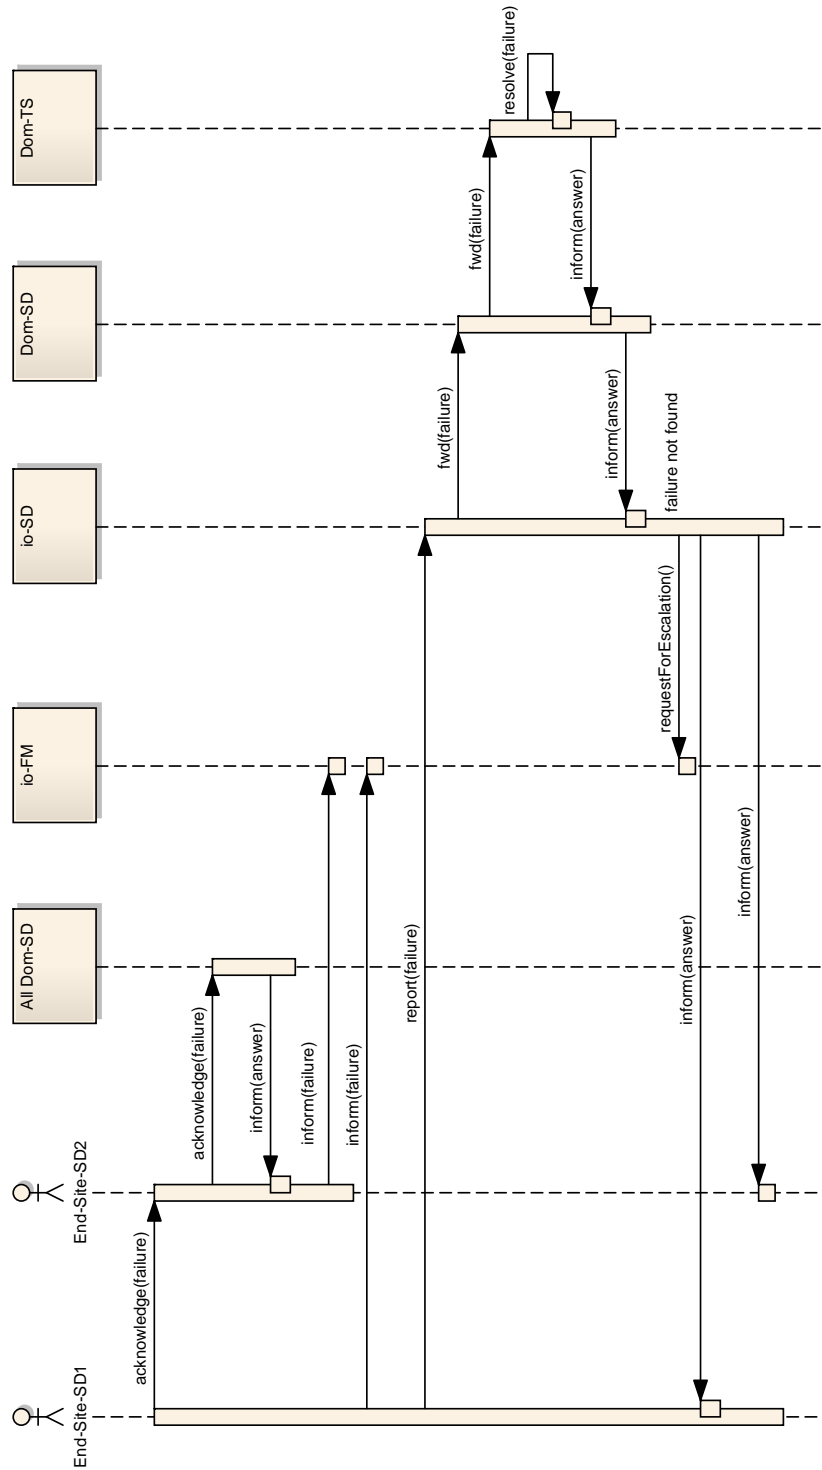 End-Site-SD1
End-Site-SD2
All Dom-SD
io-FM
io-SD
Dom-SD
Dom-TS
acknowledge(failure)
acknowledge(failure)
inform(answer)
inform(failure)
inform(failure)
report(failure)
fwd(failure)
fwd(failure)
resolve(failure)
inform(answer)
inform(answer)
failure not found
requestForEscalation()
inform(answer)
inform(answer)